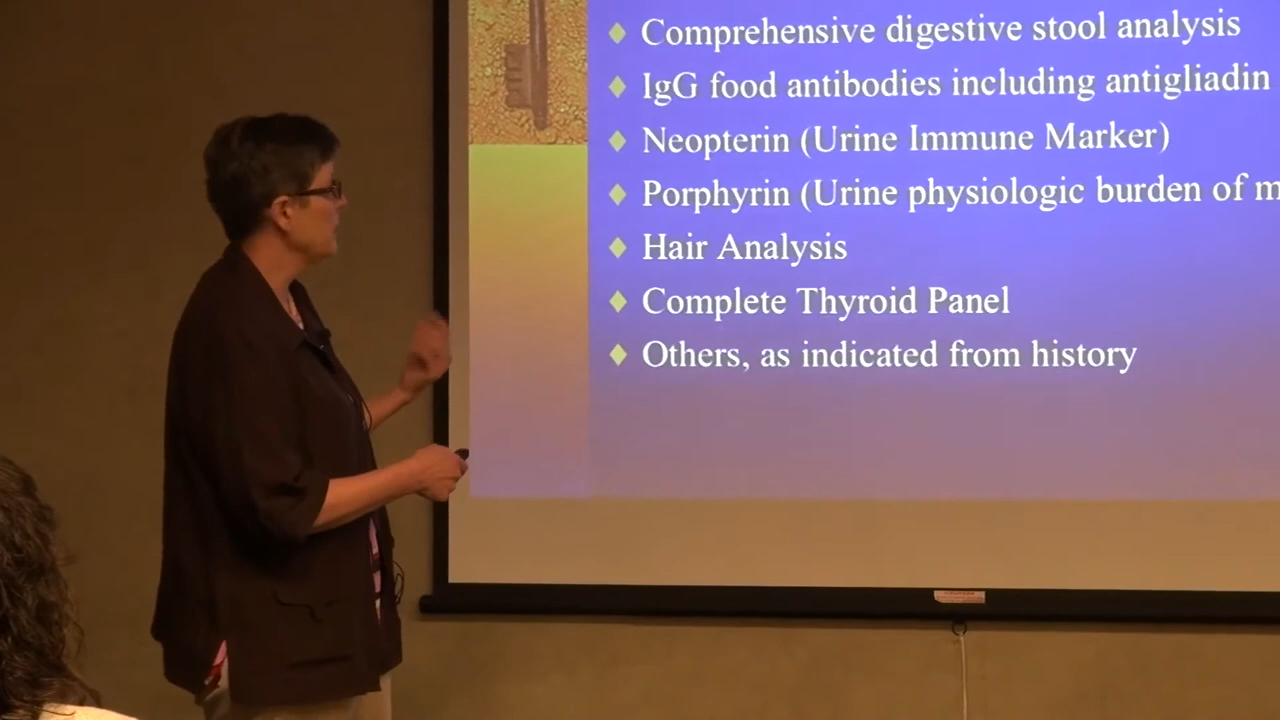 Comprehensive digestive stool analysis
IgG food antibodies including antigliadin
Neopterin (Urine Immune Marker)
Porphyrin (Urine physiologic burden of m
Hair Analysis
Complete Thyroid Panel
Others, as indicated from history